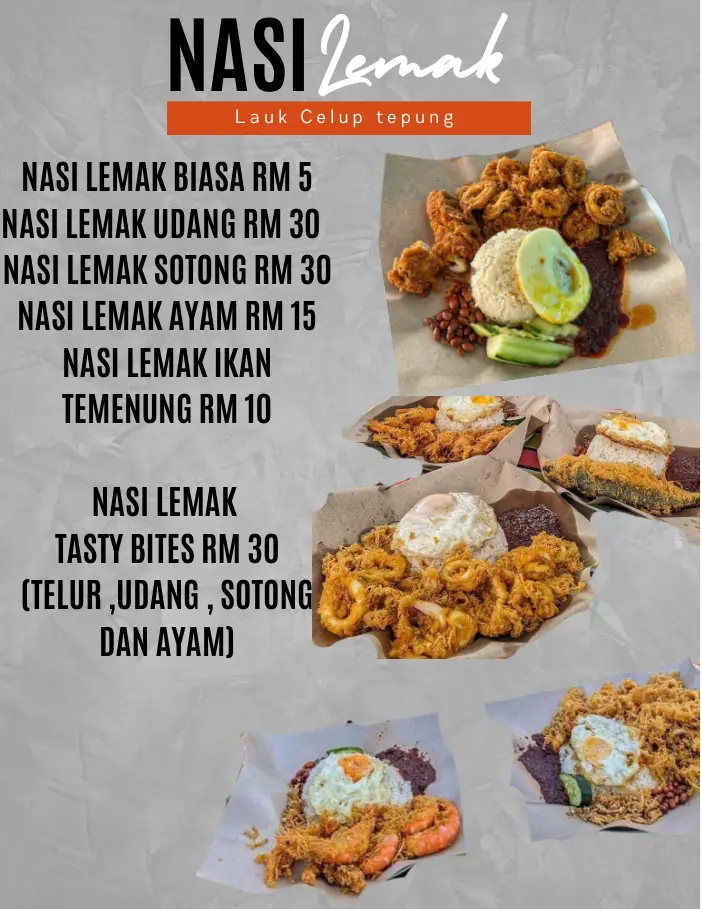 NASI Lemak
Lauk Celup tepung
NASI LEMAK BIASA RM 5
NASI LEMAK UDANG RM 30
NASI LEMAK SOTONG RM 30
NASI LEMAK AYAM RM 15
NASI LEMAK IKAN
TEMENUNG RM 10
NASI LEMAK
TASTY BITES RM 30
(TELUR ,UDANG , SOTONG
DAN AYAM)